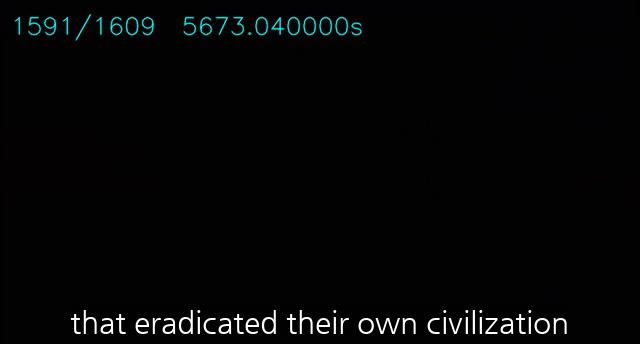 1591/1609 5673.040000s
that eradicated their own civilization